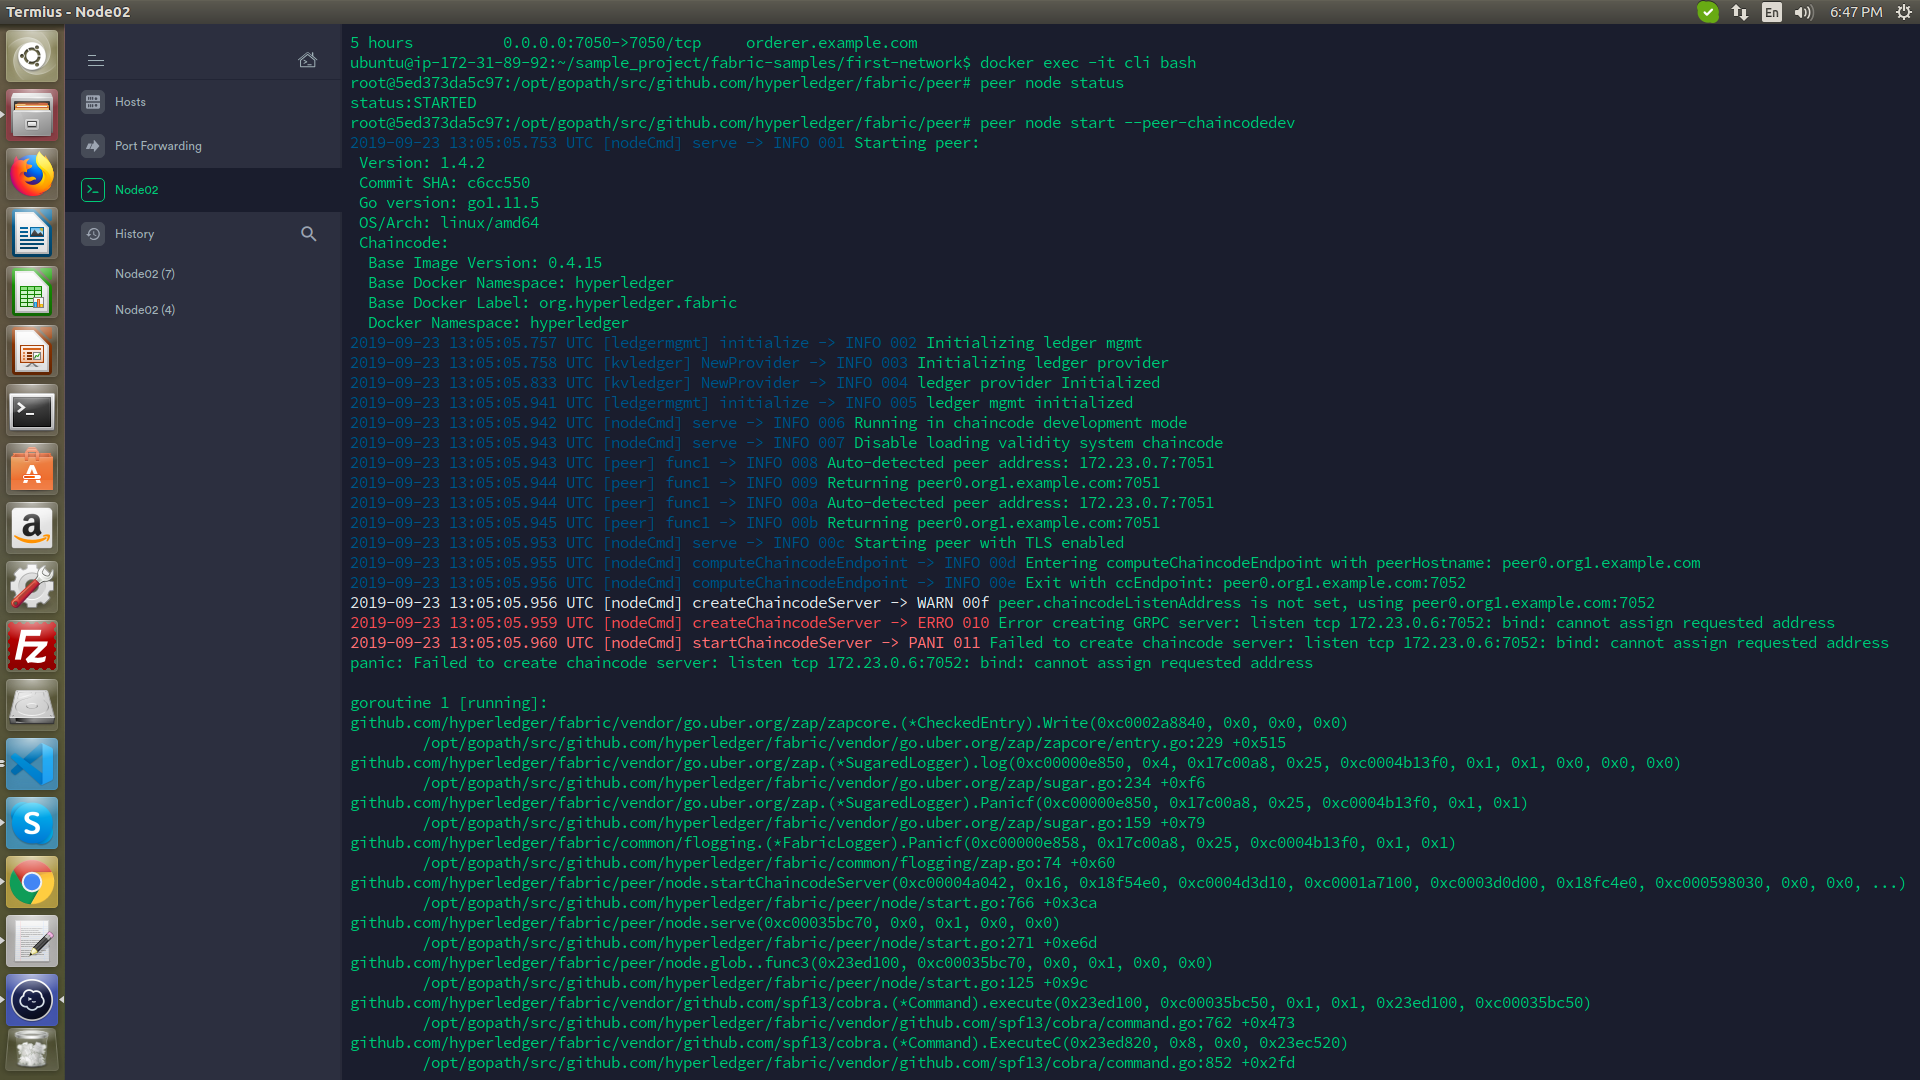 Termius - Node02
En
6:47 PM
Hosts
Port Forwarding
Node02
History
Node02 (7)
Node02 (4)
5 hours 0.0.0.0:7050->7050/tcp orderer.example.com
ubuntu@ip-172-31-89-92:~/sample_project/fabric-samples/first-network$ docker exec -it cli bash
root@5ed373da5c97:/opt/gopath/src/github.com/hyperledger/fabric/peer# peer node status
status:STARTED
root@5ed373da5c97:/opt/gopath/src/github.com/hyperledger/fabric/peer# peer node start --peer-chaincodedev
2019-09-23 13:05:05.753 UTC [nodeCmd] serve -> INFO 001 Starting peer:
Version: 1.4.2
Commit SHA: c6cc550
Go version: go1.11.5
OS/Arch: linux/amd64
Chaincode:
Base Image Version: 0.4.15
Base Docker Namespace: hyperledger
Base Docker Label: org.hyperledger.fabric
Docker Namespace: hyperledger
2019-09-23 13:05:05.757 UTC [ledgermgmt] initialize -> INFO 002 Initializing ledger mgmt
2019-09-23 13:05:05.758 UTC [kvledger] NewProvider -> INFO 003 Initializing ledger provider
2019-09-23 13:05:05.833 UTC [kvledger] NewProvider -> INFO 004 ledger provider Initialized
2019-09-23 13:05:05.941 UTC [ledgermgmt] initialize -> INFO 005 ledger mgmt initialized
2019-09-23 13:05:05.942 UTC [nodeCmd] serve -> INFO 006 Running in chaincode development mode
2019-09-23 13:05:05.943 UTC [nodeCmd] serve -> INFO 007 Disable loading validity system chaincode
2019-09-23 13:05:05.943 UTC [peer] func1 -> INFO 008 Auto-detected peer address: 172.23.0.7:7051
2019-09-23 13:05:05.944 UTC [peer] func1 -> INFO 009 Returning peer0.org1.example.com:7051
2019-09-23 13:05:05.944 UTC [peer] func1 -> INFO 00a Auto-detected peer address: 172.23.0.7:7051
2019-09-23 13:05:05.945 UTC [peer] func1 -> INFO 00b Returning peer0.org1.example.com:7051
2019-09-23 13:05:05.953 UTC [nodeCmd] serve -> INFO 00c Starting peer with TLS enabled
2019-09-23 13:05:05.955 UTC [nodeCmd] computeChaincodeEndpoint -> INFO 00d Entering computeChaincodeEndpoint with peerHostname: peer0.org1.example.com
2019-09-23 13:05:05.956 UTC [nodeCmd] computeChaincodeEndpoint -> INFO 00e Exit with ccEndpoint: peer0.org1.example.com:7052
2019-09-23 13:05:05.956 UTC [nodeCmd] createChaincodeServer -> WARN 00f peer.chaincodeListenAddress is not set, using peer0.org1.example.com:7052
2019-09-23 13:05:05.959 UTC [nodeCmd] createChaincodeServer -> ERRO 010 Error creating GRPC server: listen tcp 172.23.0.6:7052: bind: cannot assign requested address
2019-09-23 13:05:05.960 UTC [nodeCmd] startChaincodeServer -> PANI 011 Failed to create chaincode server: listen tcp 172.23.0.6:7052: bind: cannot assign requested address
panic: Failed to create chaincode server: listen tcp 172.23.0.6:7052: bind: cannot assign requested address
goroutine 1 [running]:
github.com/hyperledger/fabric/vendor/go.uber.org/zap/zapcore.(*CheckedEntry).Write(0xc0002a8840, 0x0, 0x0, 0x0)
/opt/gopath/src/github.com/hyperledger/fabric/vendor/go.uber.org/zap/zapcore/entry.go:229 +0x515
github.com/hyperledger/fabric/vendor/go.uber.org/zap.(*SugaredLogger).log(0xc00000e850, 0x4, 0x17c00a8, 0x25, 0xc0004b13f0, 0x1, 0x1, 0x0, 0x0, 0x0)
/opt/gopath/src/github.com/hyperledger/fabric/vendor/go.uber.org/zap/sugar.go:234 +0xf6
github.com/hyperledger/fabric/vendor/go.uber.org/zap.(*SugaredLogger).Panicf(0xc00000e850, 0x17c00a8, 0x25, 0xc0004b13f0, 0x1, 0x1)
/opt/gopath/src/github.com/hyperledger/fabric/vendor/go.uber.org/zap/sugar.go:159 +0x79
github.com/hyperledger/fabric/common/flogging.(*FabricLogger).Panicf(0xc00000e858, 0x17c00a8, 0x25, 0xc0004b13f0, 0x1, 0x1)
/opt/gopath/src/github.com/hyperledger/fabric/common/flogging/zap.go:74 +0x60
github.com/hyperledger/fabric/peer/node.startChaincodeServer(0xc00004a042, 0x16, 0x18f54e0, 0xc0004d3d10, 0xc0001a7100, 0xc0003d0d00, 0x18fc4e0, 0xc000598030, 0x0, 0x0, ...)
/opt/gopath/src/github.com/hyperledger/fabric/peer/node/start.go:766 +0x3ca
github.com/hyperledger/fabric/peer/node.serve(0xc00035bc70, 0x0, 0x1, 0x0, 0x0)
/opt/gopath/src/github.com/hyperledger/fabric/peer/node/start.go:271 +0xe6d
github.com/hyperledger/fabric/peer/node.glob..func3(0x23ed100, 0xc00035bc70, 0x0, 0x1, 0x0, 0x0)
/opt/gopath/src/github.com/hyperledger/fabric/peer/node/start.go:125 +0x9c
github.com/hyperledger/fabric/vendor/github.com/spf13/cobra.(*Command).execute(0x23ed100, 0xc00035bc50, 0x1, 0x1, 0x23ed100, 0xc00035bc50)
/opt/gopath/src/github.com/hyperledger/fabric/vendor/github.com/spf13/cobra/command.go:762 +0x473
github.com/hyperledger/fabric/vendor/github.com/spf13/cobra.(*Command).ExecuteC(0x23ed820, 0x8, 0x0, 0x23ec520)
/opt/gopath/src/github.com/hyperledger/fabric/vendor/github.com/spf13/cobra/command.go:852 +0x2fd